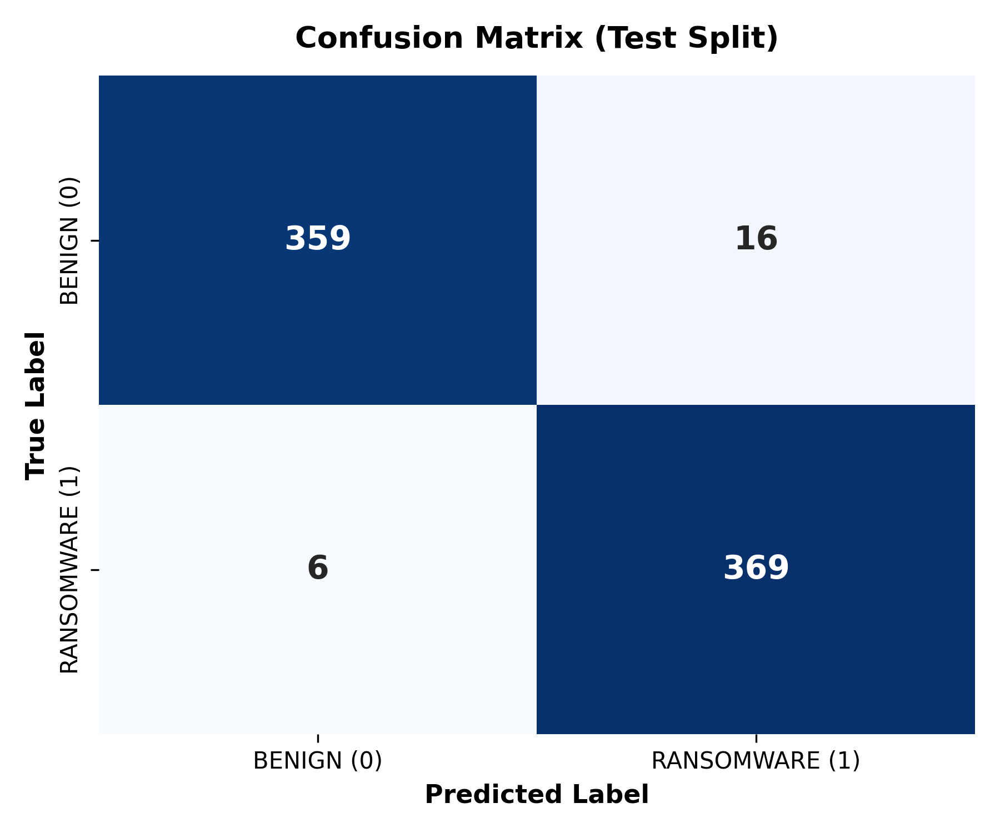 Confusion Matrix (Test Split)
True Label
BENIGN (0)
359
16
RANSOMWARE (1)
6
369
BENIGN (0)
RANSOMWARE (1)
Predicted Label